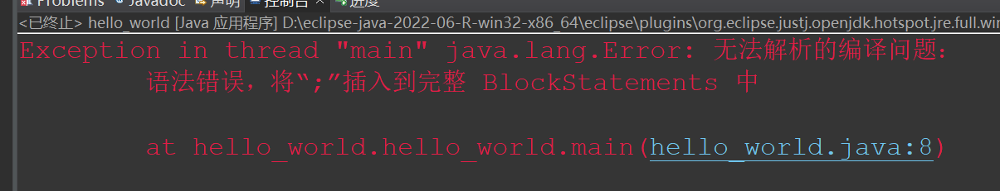 Problems Javadoc 声明 控制台 进度
<已终止> hello_world [Java 应用程序] D:\eclipse-java-2022-06-R-win32-x86_64\eclipse\plugins\org.eclipse.justj.openjdk.hotspot.jre.full.win
Exception in thread "main" java.lang.Error: 无法解析的编译问题:
语法错误，将“;”插入到完整 BlockStatements 中
at hello_world.hello_world.main(hello_world.java:8)